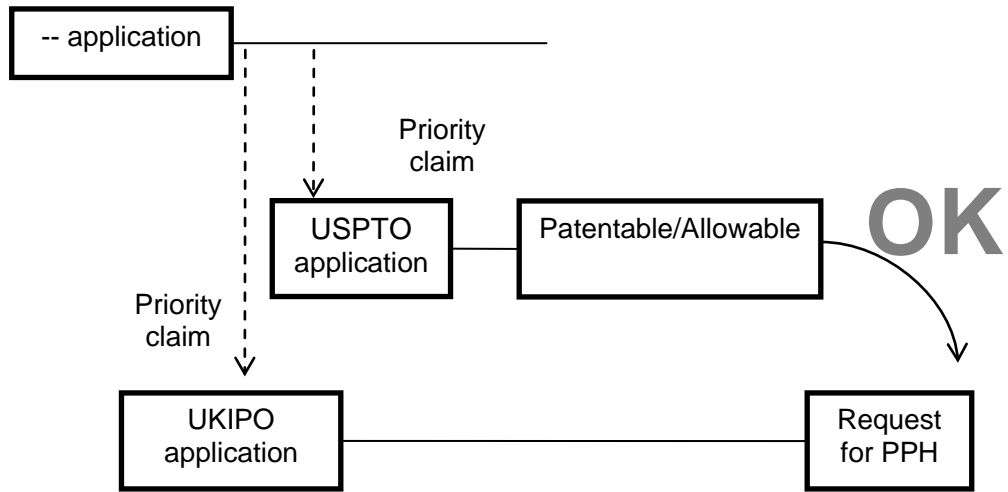 -- application
Priority
claim
USPTO
application
Patentable/Allowable
OK
Priority
claim
UKIPO
application
Request
for PPH